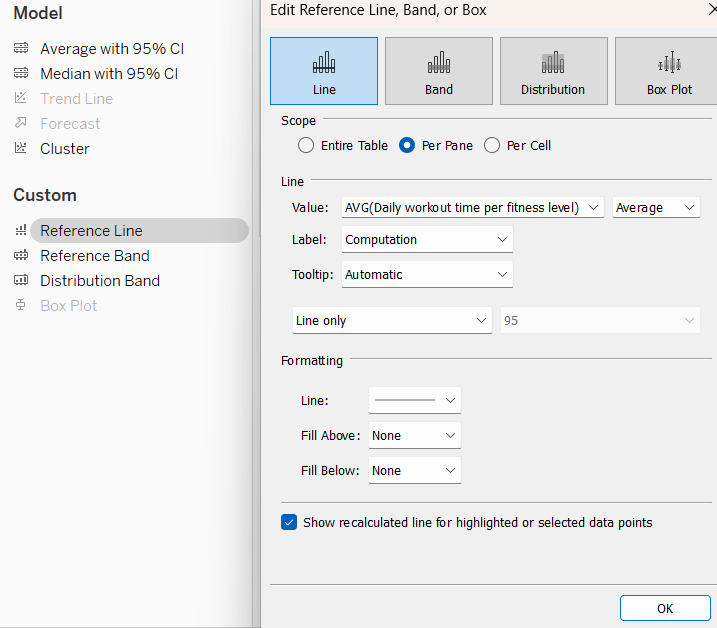 Model
Average with 95% CI
Median with 95% CI
Trend Line
Forecast
Cluster
Custom
Reference Line
Reference Band
Distribution Band
Box Plot
Edit Reference Line, Band, or Box
Line
Band
Distribution
Box Plot
Scope
Entire Table
Per Pane
Per Cell
Line
Value: AVG(Daily workout time per fitness level) Average
Label: Computation
Tooltip: Automatic
Line only 95
Formatting
Line:
Fill Above: None
Fill Below: None
Show recalculated line for highlighted or selected data points
OK